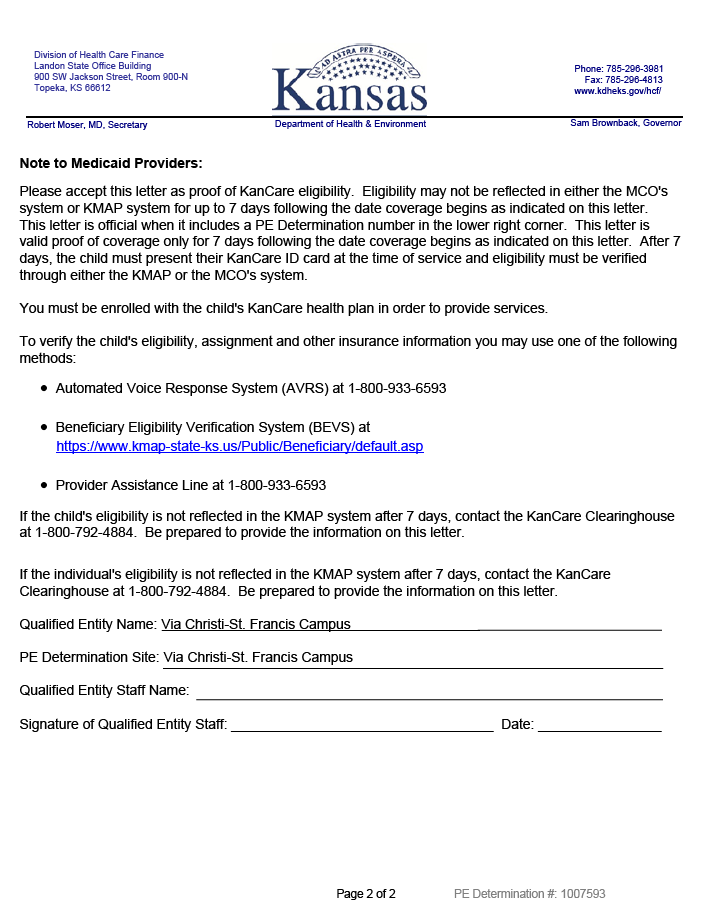 Division of Health Care Finance
Landon State Office Building
900 SW Jackson Street, Room 900-N
Topeka, KS 66612
AD ASTRA PER ASPERA
Kansas
Phone: 785-296-3981
Fax: 785-296-4813
www.kdheks.gov/hcf/
Robert Moser, MD, Secretary
Department of Health & Environment
Sam Brownback, Governor
Note to Medicaid Providers:
Please accept this letter as proof of KanCare eligibility. Eligibility may not be reflected in either the MCO's
system or KMAP system for up to 7 days following the date coverage begins as indicated on this letter.
This letter is official when it includes a PE Determination number in the lower right corner. This letter is
valid proof of coverage only for 7 days following the date coverage begins as indicated on this letter. After 7
days, the child must present their KanCare ID card at the time of service and eligibility must be verified
through either the KMAP or the MCO's system.
You must be enrolled with the child's KanCare health plan in order to provide services.
To verify the child's eligibility, assignment and other insurance information you may use one of the following
methods:
● Automated Voice Response System (AVRS) at 1-800-933-6593
● Beneficiary Eligibility Verification System (BEVS) at
https://www.kmap-state-ks.us/Public/Beneficiary/default.asp
● Provider Assistance Line at 1-800-933-6593
If the child's eligibility is not reflected in the KMAP system after 7 days, contact the KanCare Clearinghouse
at 1-800-792-4884. Be prepared to provide the information on this letter.
If the individual's eligibility is not reflected in the KMAP system after 7 days, contact the KanCare
Clearinghouse at 1-800-792-4884. Be prepared to provide the information on this letter.
Qualified Entity Name: Via Christi-St. Francis Campus
PE Determination Site: Via Christi-St. Francis Campus
Qualified Entity Staff Name:
Signature of Qualified Entity Staff: Date:
Page 2 of 2 PE Determination #: 1007593